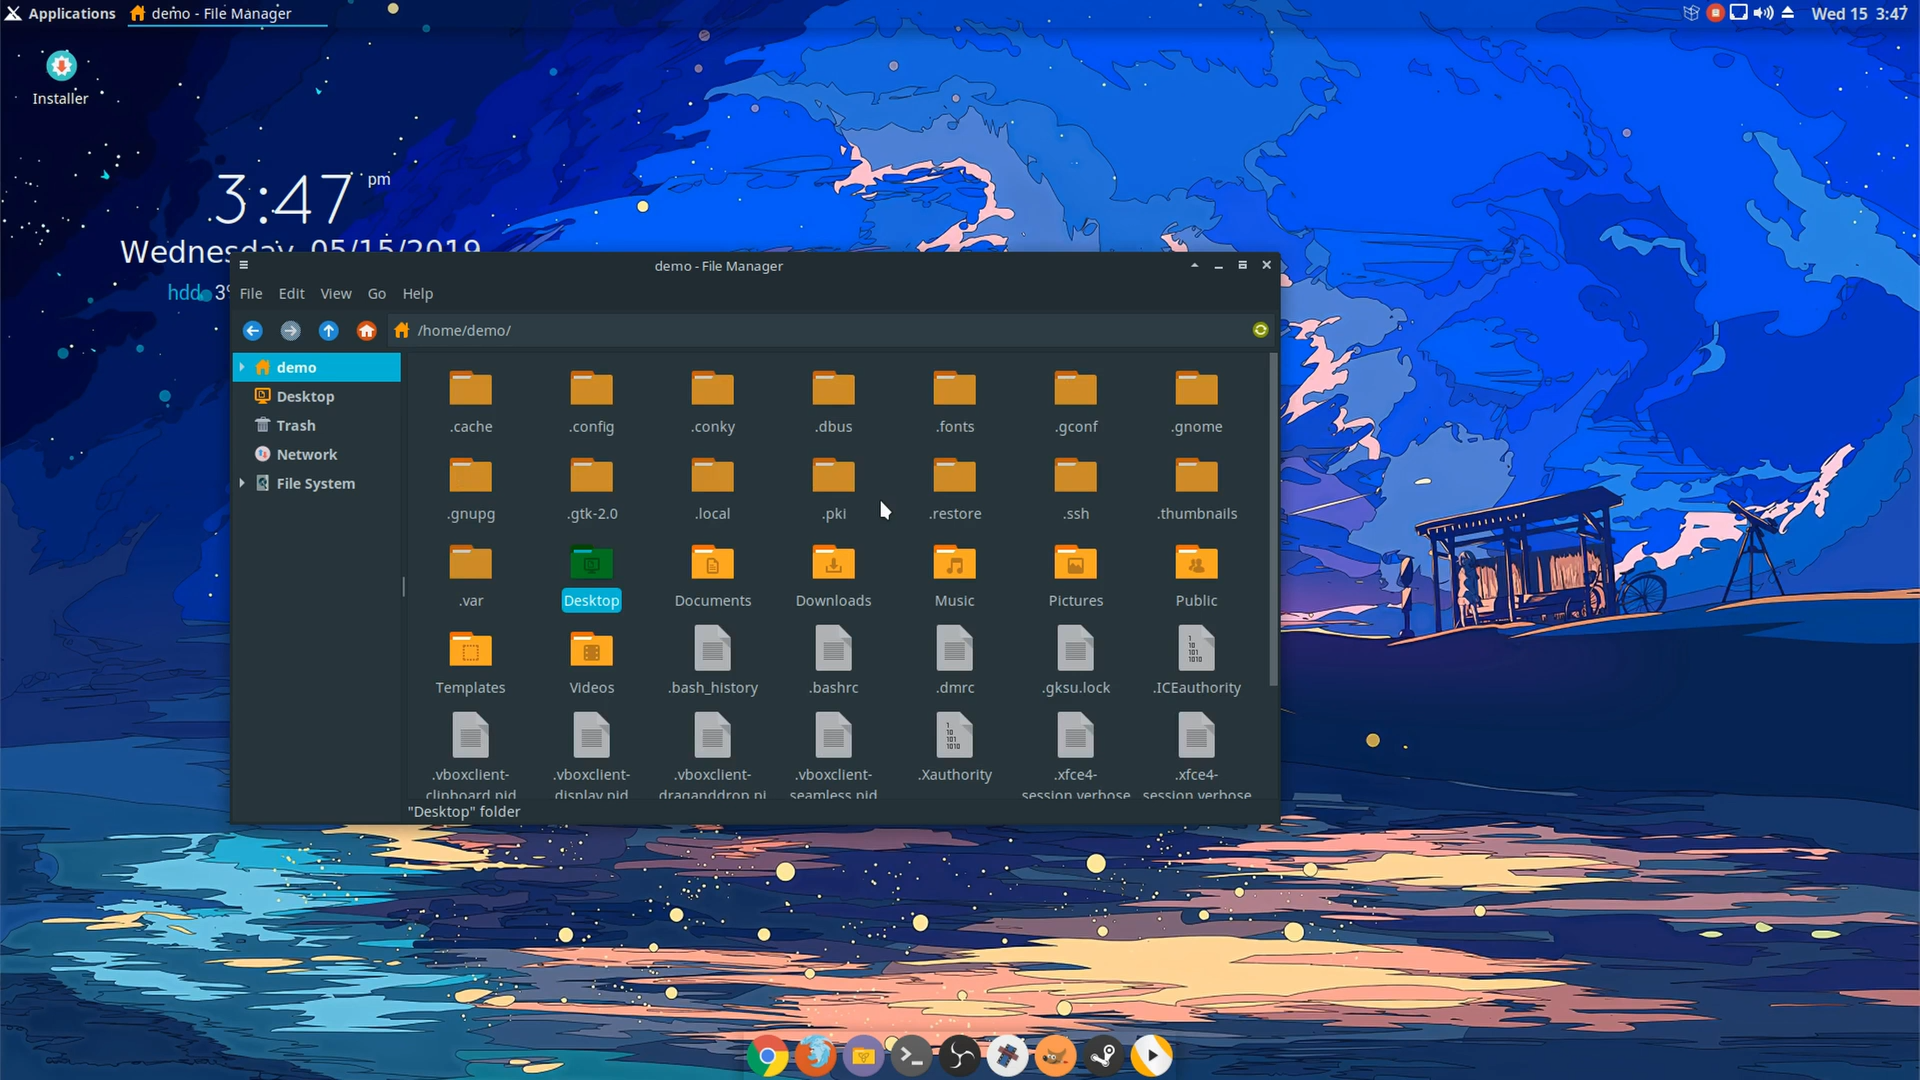 Applications demo - File Manager Wed 15 3:47
Installer
3:47 pm
Wednesday, 05/15/2019
hdd 3%
demo - File Manager
File Edit View Go Help
/home/demo/
demo
Desktop
Trash
Network
File System
.cache .config .conky .dbus .fonts .gconf .gnome
.gnupg .gtk-2.0 .local .pki .restore .ssh .thumbnails
.var Desktop Documents Downloads Music Pictures Public
Templates Videos .bash_history .bashrc .dmrc .gksu.lock .ICEauthority
.vboxclient- .vboxclient- .vboxclient- .vboxclient- .Xauthority .xfce4- .xfce4-
clipboard.pid display.pid draganddrop.pi seamless.pid session.verbose session.verbose
"Desktop" folder